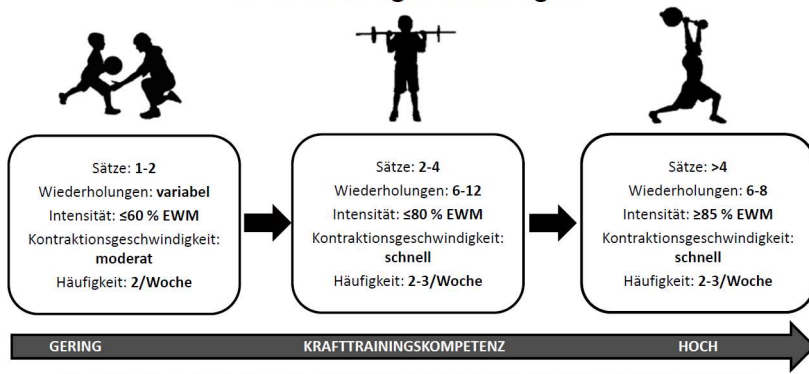 Sätze: 1-2
Wiederholungen: variabel
Intensität: ≤60 % EWM
Kontraktionsgeschwindigkeit:
moderat
Häufigkeit: 2/Woche
Sätze: 2-4
Wiederholungen: 6-12
Intensität: ≤80 % EWM
Kontraktionsgeschwindigkeit:
schnell
Häufigkeit: 2-3/Woche
Sätze: >4
Wiederholungen: 6-8
Intensität: ≥85 % EWM
Kontraktionsgeschwindigkeit:
schnell
Häufigkeit: 2-3/Woche
GERING KRAFTTRAININGSKOMPETENZ HOCH